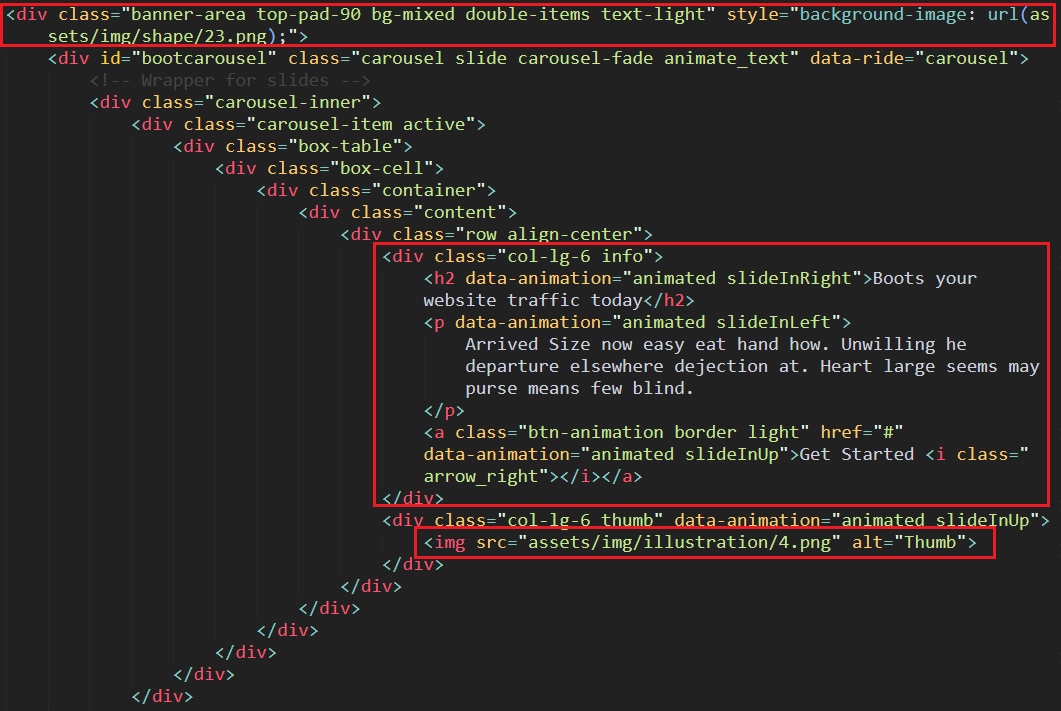 <div class="banner-area top-pad-90 bg-mixed double-items text-light" style="background-image: url(as
sets/img/shape/23.png);">
<div id="bootcarousel" class="carousel slide carousel-fade animate_text" data-ride="carousel">
<!-- Wrapper for slides -->
<div class="carousel-inner">
<div class="carousel-item active">
<div class="box-table">
<div class="box-cell">
<div class="container">
<div class="content">
<div class="row align-center">
<div class="col-lg-6 info">
<h2 data-animation="animated slideInRight">Boots your
website traffic today</h2>
<p data-animation="animated slideInLeft">
Arrived Size now easy eat hand how. Unwilling he
departure elsewhere dejection at. Heart large seems may
purse means few blind.
</p>
<a class="btn-animation border light" href="#"
data-animation="animated slideInUp">Get Started <i class="
arrow_right"></i></a>
</div>
<div class="col-lg-6 thumb" data-animation="animated slideInUp">
<img src="assets/img/illustration/4.png" alt="Thumb">
</div>
</div>
</div>
</div>
</div>
</div>
</div>